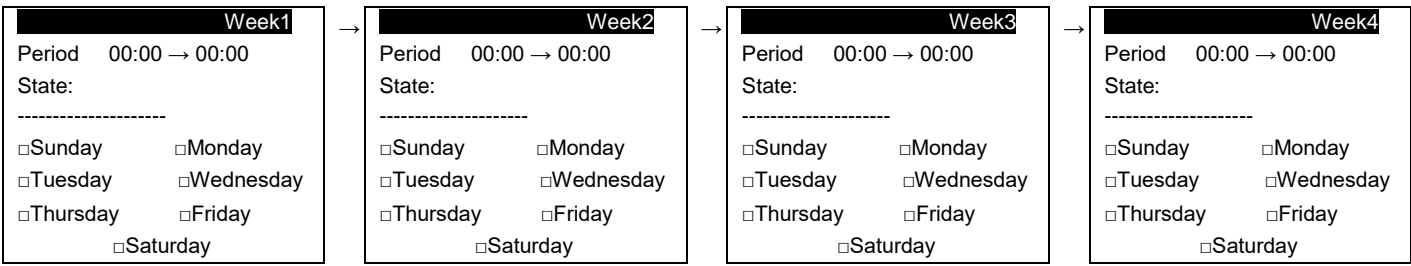 Week1
Period 00:00 → 00:00
State:
---------------------
□Sunday □Monday
□Tuesday □Wednesday
□Thursday □Friday
□Saturday
→
Week2
Period 00:00 → 00:00
State:
---------------------
□Sunday □Monday
□Tuesday □Wednesday
□Thursday □Friday
□Saturday
→
Week3
Period 00:00 → 00:00
State:
---------------------
□Sunday □Monday
□Tuesday □Wednesday
□Thursday □Friday
□Saturday
→
Week4
Period 00:00 → 00:00
State:
---------------------
□Sunday □Monday
□Tuesday □Wednesday
□Thursday □Friday
□Saturday